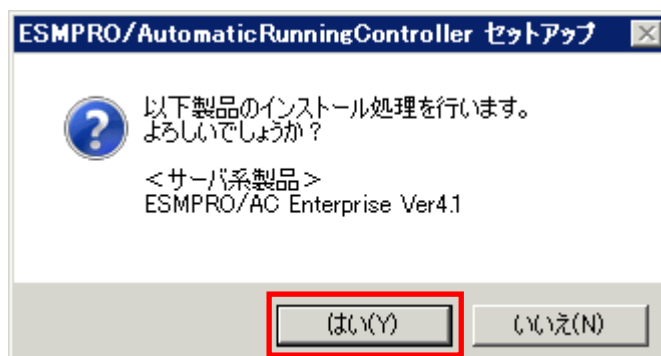 ESMPRO/AutomaticRunningController セットアップ
以下製品のインストール処理を行います。
よろしいでしょうか？
＜サーバ系製品＞
ESMPRO/AC Enterprise Ver4.1
はい(Y)
いいえ(N)